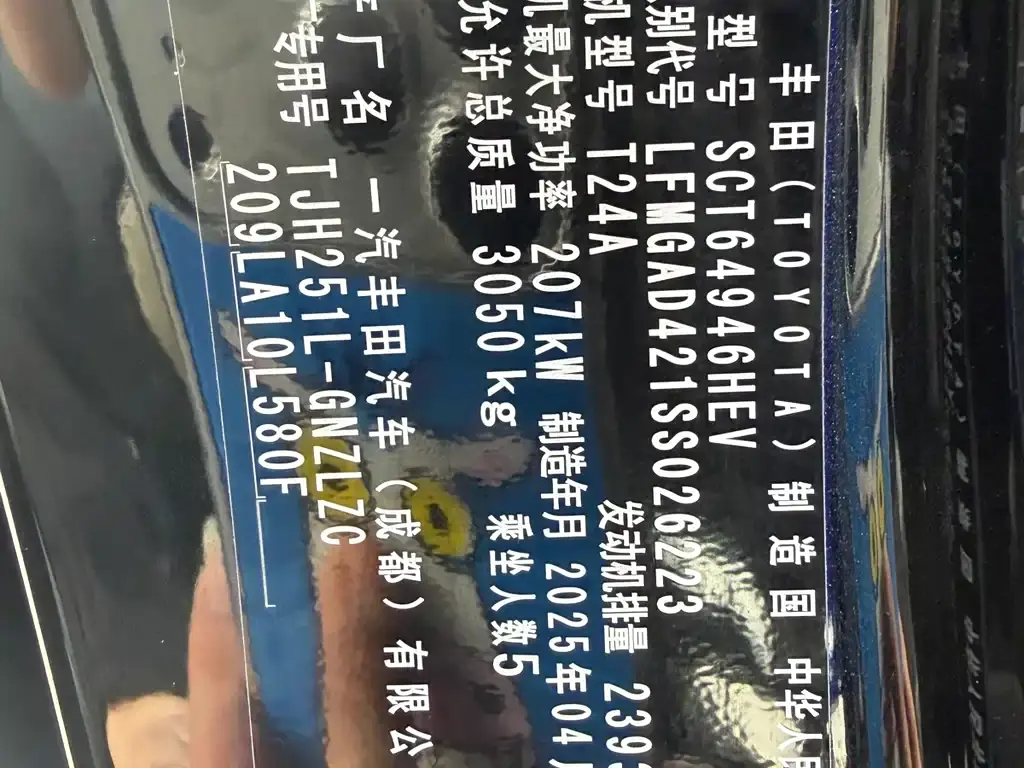 丰田(TOYOTA)制造国 中华人民
型号 SCT64946HEV
别代号 LFMGAD421SS026223
机型号 T24A 发动机排量 239
机最大净功率 207kW 制造年月 2025年04月
允许总质量 3050kg 乘坐人数5
厂名 一汽丰田汽车(成都)有限公
专用号 TJH251L-GNZLZC
209LA10L580F